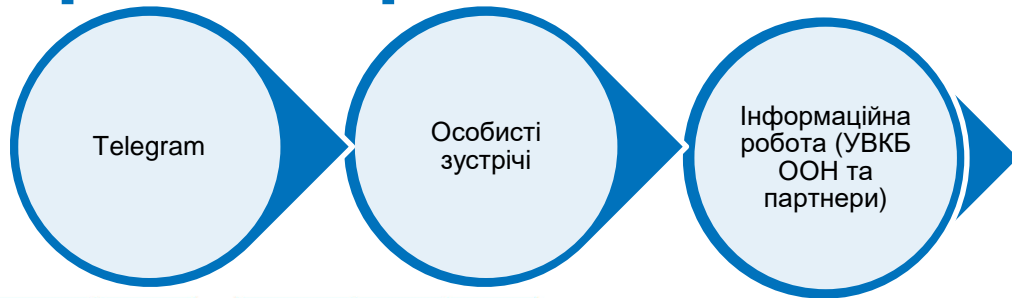 Telegram
Особисті
зустрічі
Інформаційна
робота (УВКБ
ООН та
партнери)